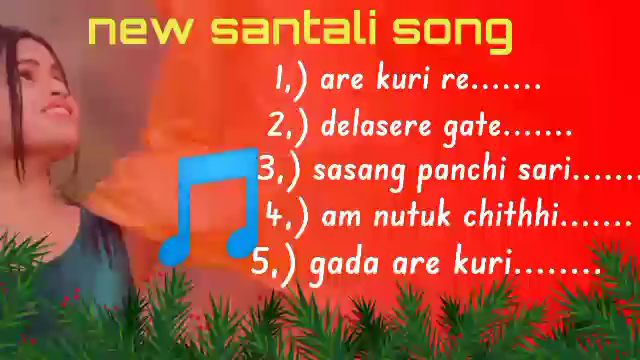 new santali song
1,) are kuri re.......
2,) delasere gate.......
3,) sasang panchi sari.......
4,) am nutuk chithhi.......
5,) gada are kuri........